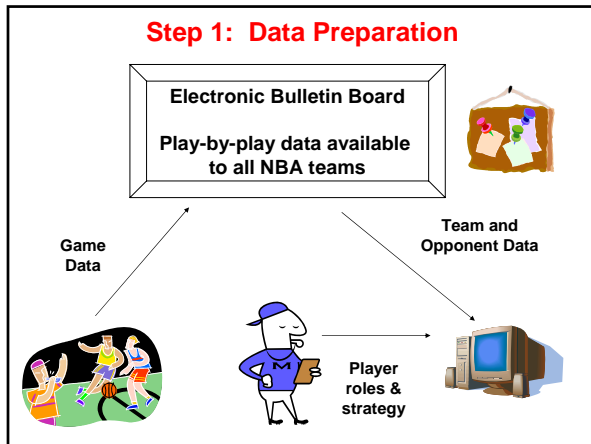 Step 1: Data Preparation
Electronic Bulletin Board
Play-by-play data available
to all NBA teams
Game
Data
Team and
Opponent Data
M
Player
roles &
strategy